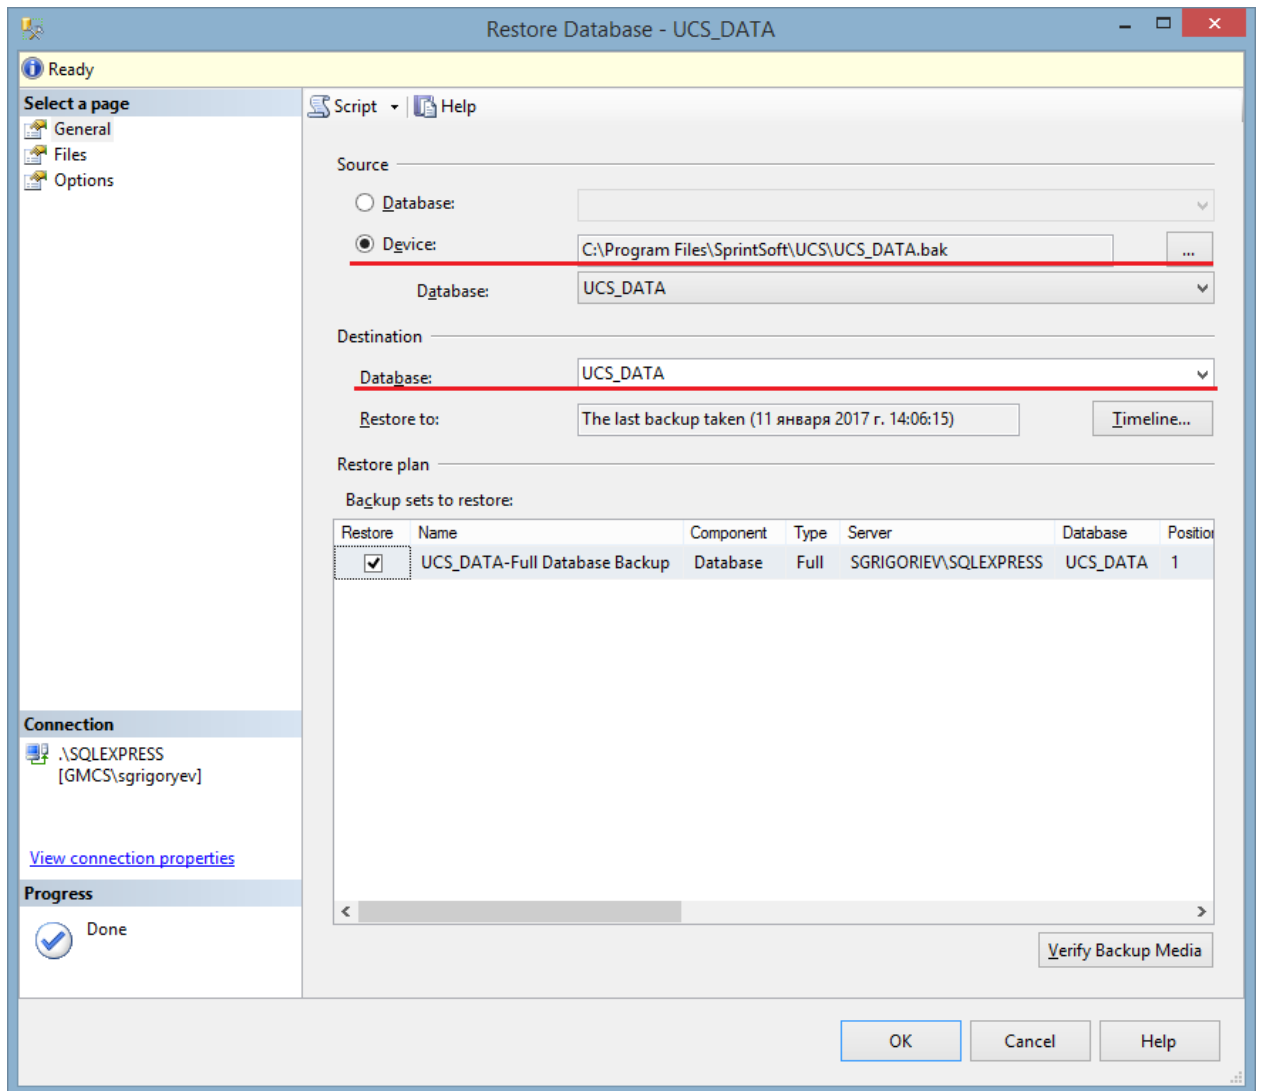 Restore Database - UCS_DATA
Ready
Select a page
General
Files
Options
Script
Help
Source
Database:
Device:
C:\Program Files\SprintSoft\UCS\UCS_DATA.bak
...
Database:
UCS_DATA
Destination
Database:
UCS_DATA
Restore to:
The last backup taken (11 января 2017 г. 14:06:15)
Timeline...
Restore plan
Backup sets to restore:
Restore Name Component Type Server Database Position
UCS_DATA-Full Database Backup Database Full SGRIGORIEV\SQLEXPRESS UCS_DATA 1
Connection
.\SQLEXPRESS
[GMCS\sgrigoryev]
View connection properties
Progress
Done
Verify Backup Media
OK
Cancel
Help